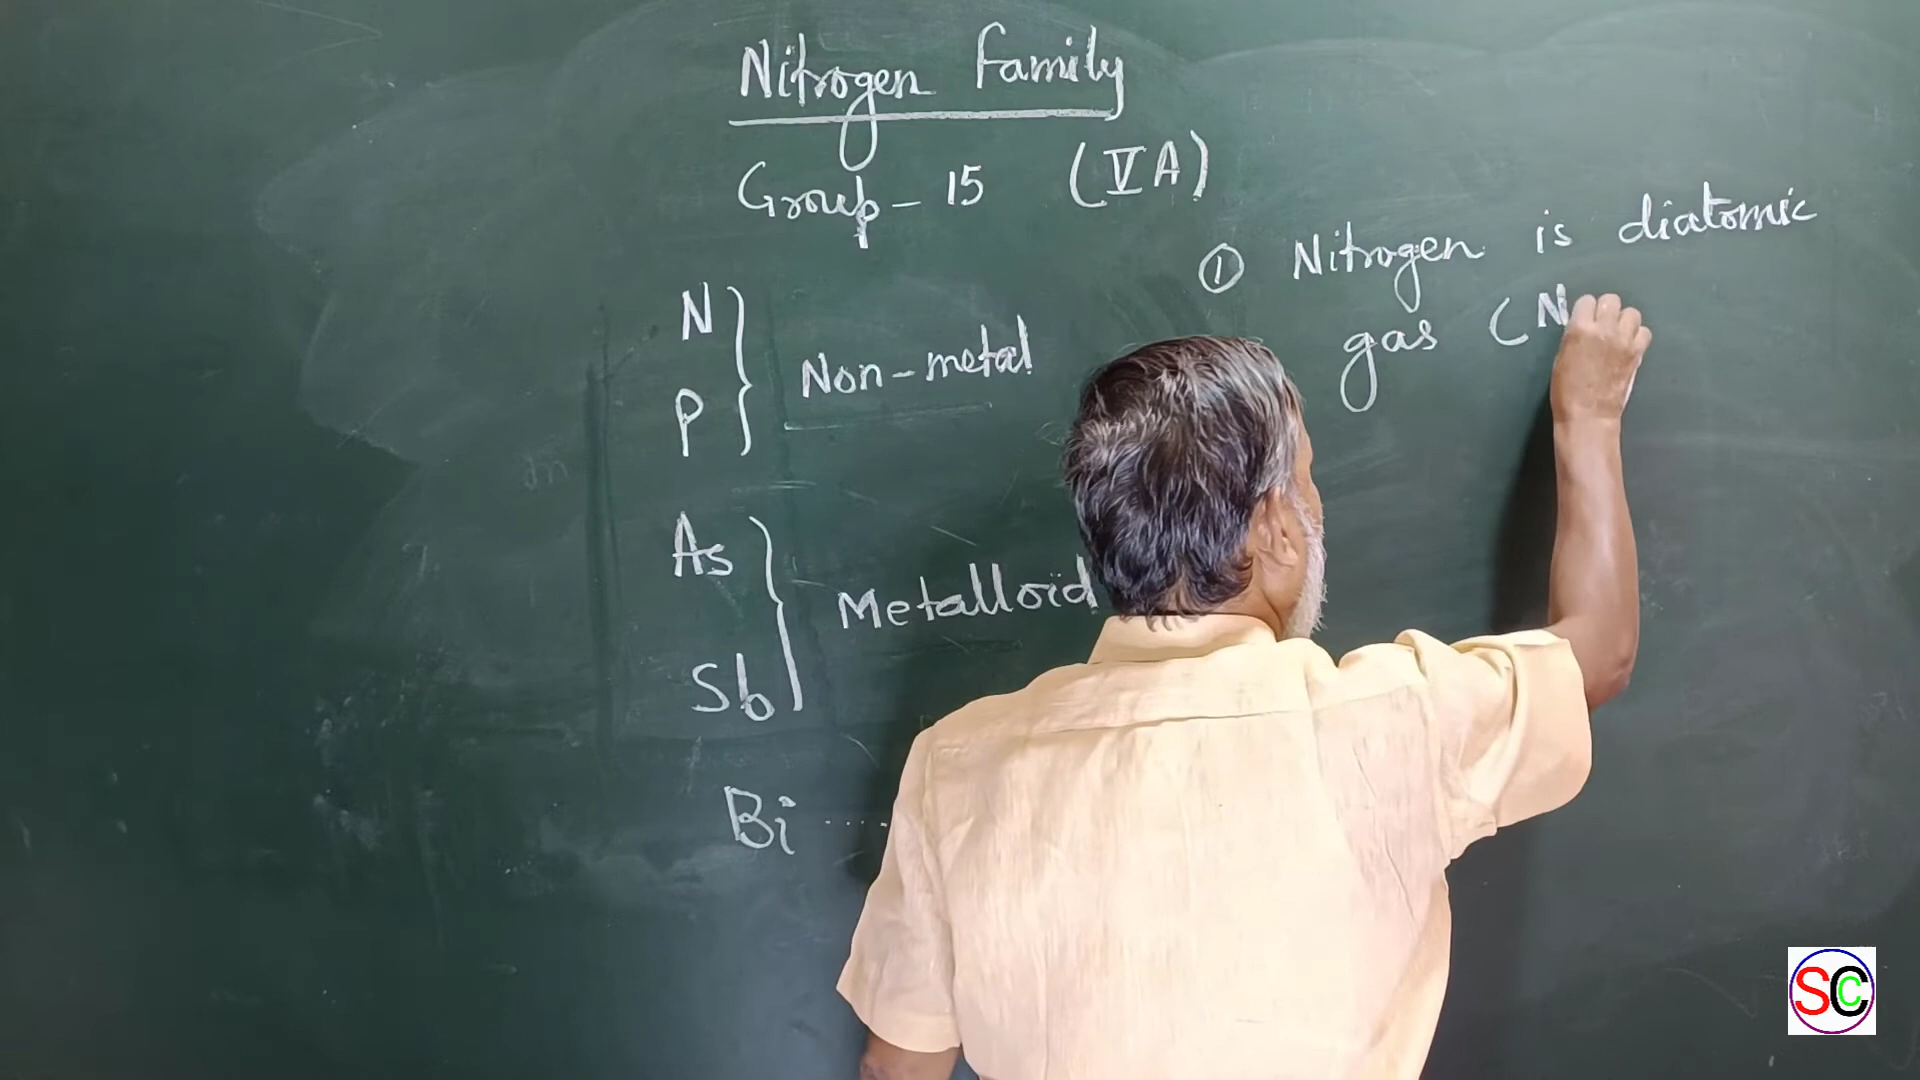 Nitrogen Family
Group - 15 (VA)
N
P
Non-metal
As
Sb
Metalloid
Bi .....
① Nitrogen is diatomic
gas (N
SC